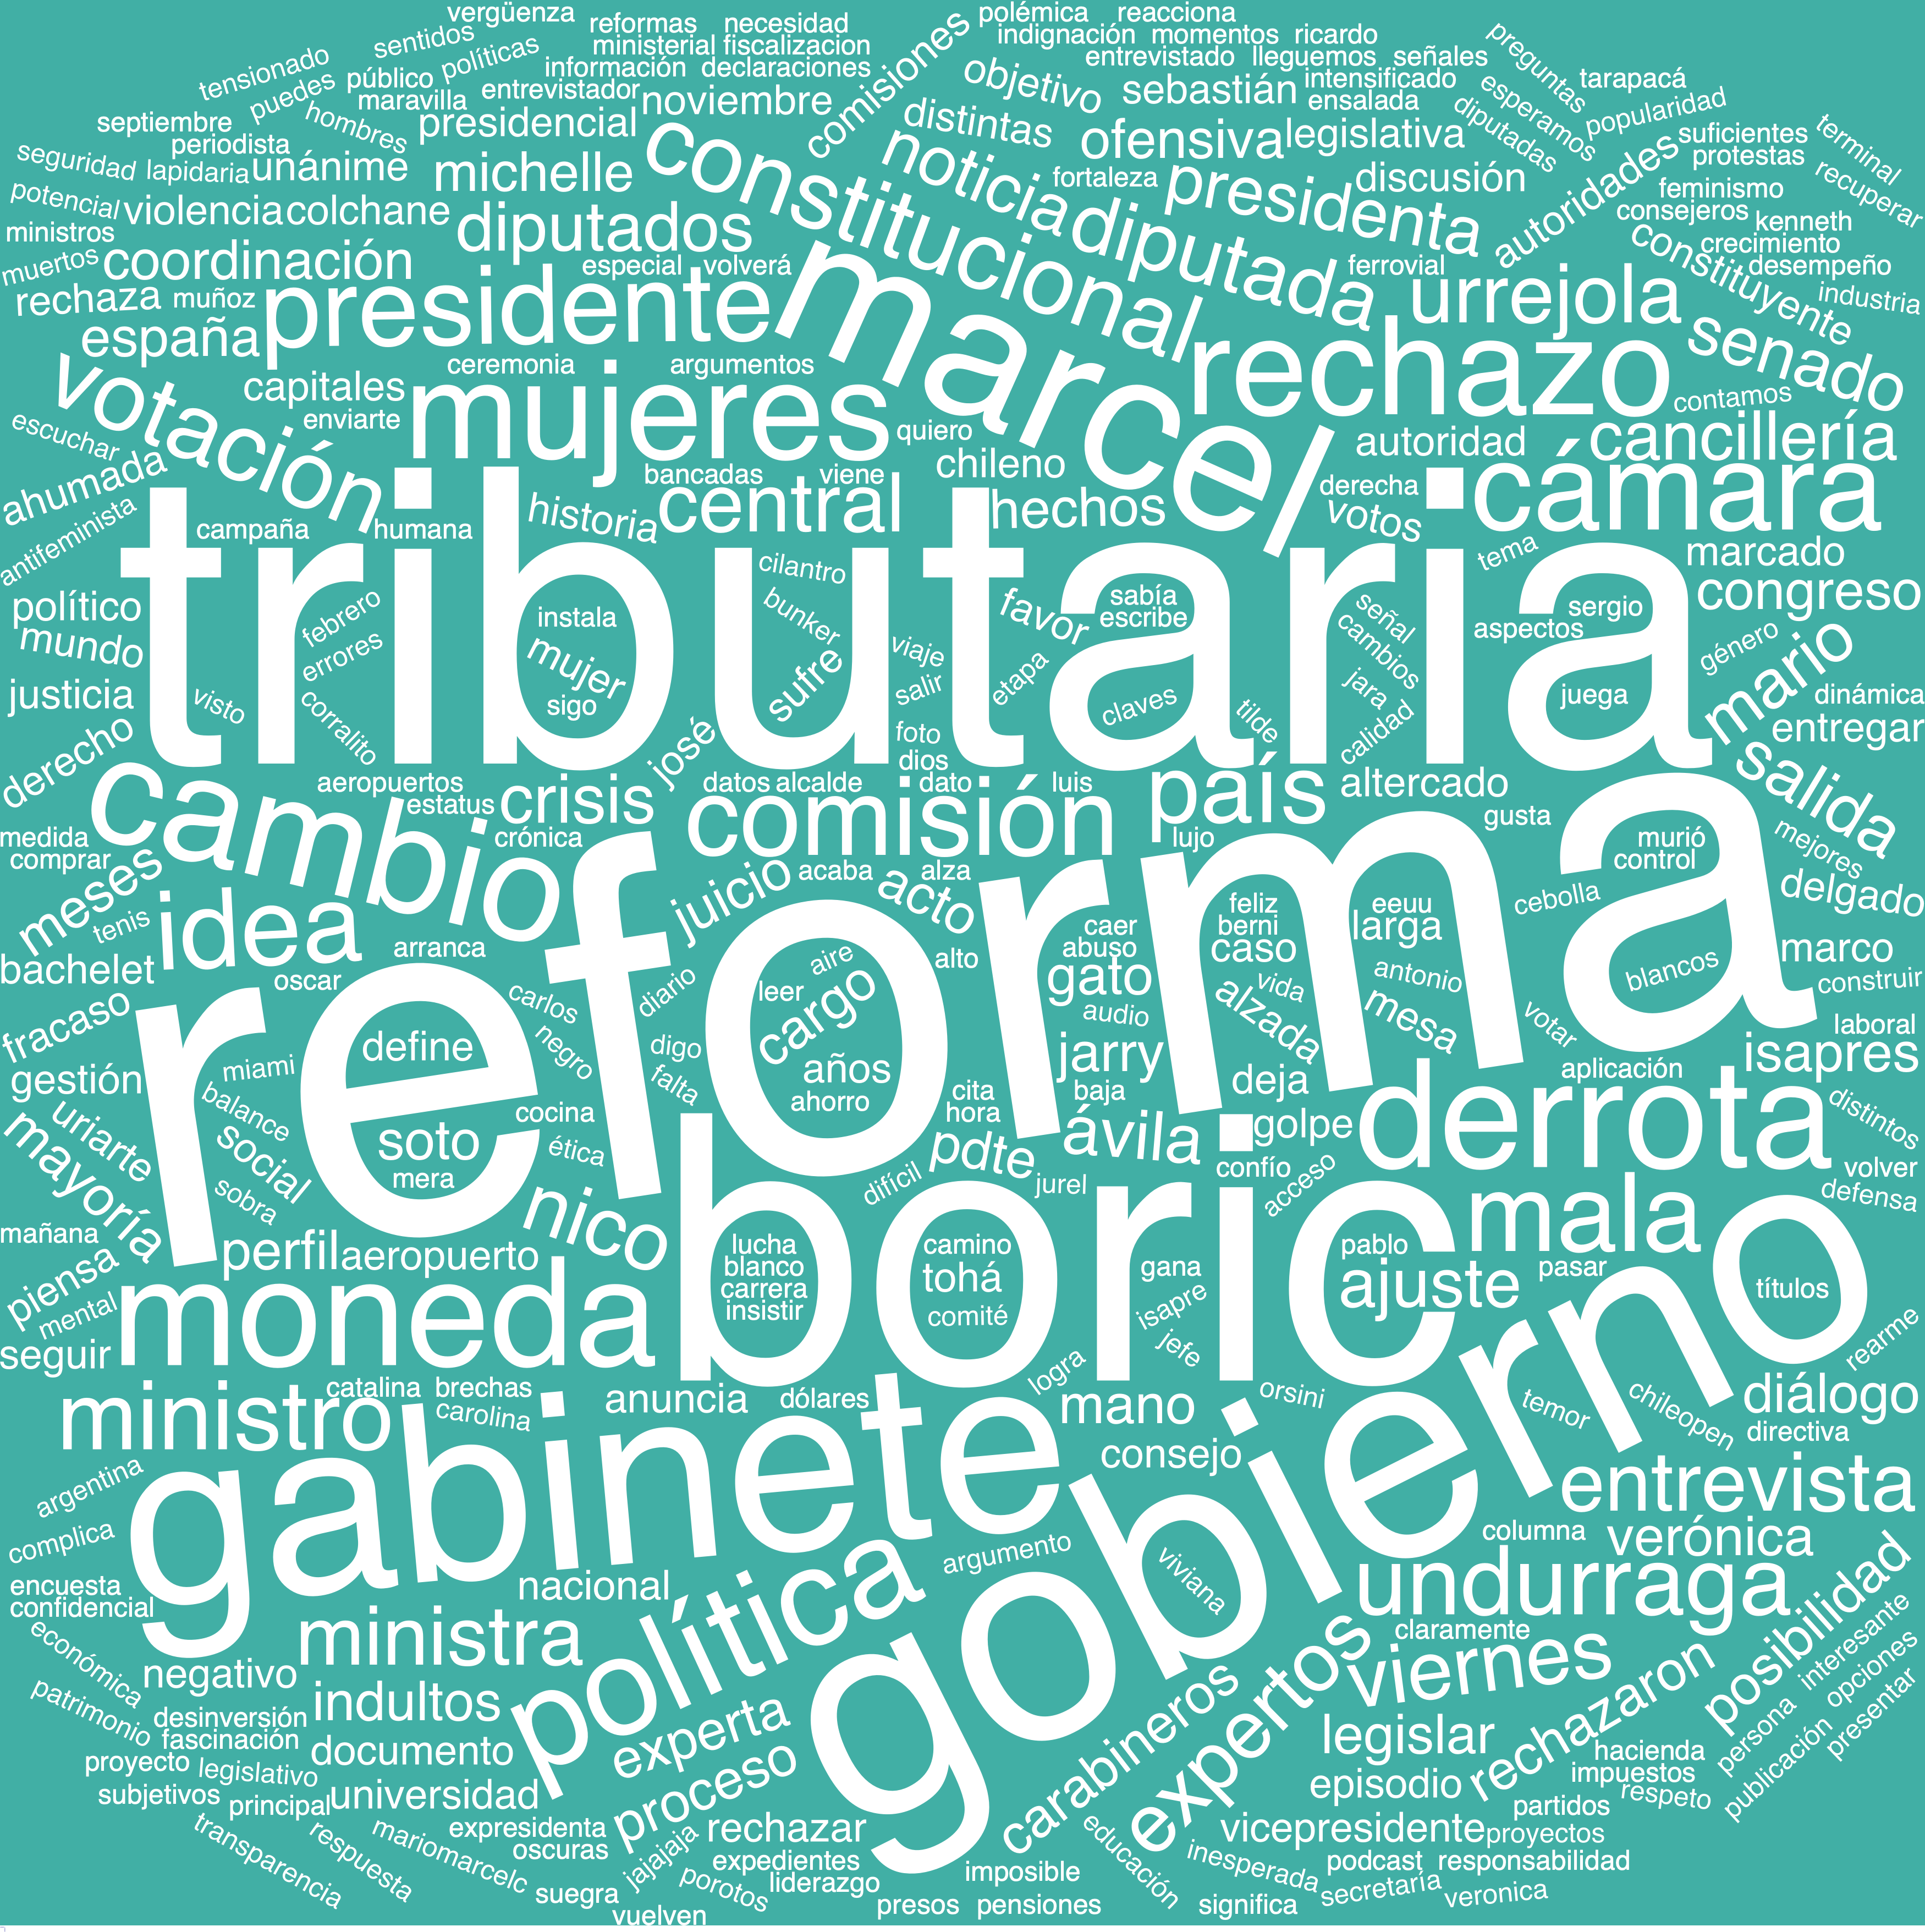 vergüenza
reformas
necesidad
polémica
reacciona
sentidos
ministerial
fiscalizacion
indignación
momentos
ricardo
tensionado
políticas
información
declaraciones
comisiones
entrevistado
lleguemos
señales
preguntas
público
puedes
maravilla
entrevistador
noviembre
objetivo
sebastián
intensificado
ensalada
esperamos
tarapacá
popularidad
septiembre
hombres
presidencial
distintas
ofensiva
legislativa
diputadas
suficientes
terminal
periodista
constitucional
noticia
protestas
seguridad
lapidaria
unánime
michelle
fortaleza
presidenta
discusión
autoridades
feminismo
recuperar
potencial
violencia
colchane
diputados
diputada
consejeros
kenneth
ministros
coordinación
especial
volverá
marcel
ferrovial
constituyente
crecimiento
desempeño
muertos
rechaza
muñoz
presidente
urrejola
industria
españa
rechazo
senado
votación
ceremonia
argumentos
capitales
mujeres
contamos
enviarte
quiero
autoridad
cancillería
escuchar
ahumada
bancadas
viene
chileno
derecha
cámara
antifeminista
campaña
humana
historia
central
hechos
votos
tema
marcado
tributaria
cilantro
político
febrero
instala
bunker
favor
sabía
escribe
señal
sergio
congreso
mundo
errores
mujer
viaje
cambios
aspectos
género
mario
justicia
visto
corralito
sigo
sufre
salir
etapa
claves
jara
juega
dinámica
derecho
josé
foto
tilde
calidad
entregar
dios
salida
cambio
aeropuertos
estatus
crisis
datos
alcalde
dato
luis
país
altercado
medida
comprar
crónica
comisión
lujo
gusta
murió
control
mejores
meses
tenis
idea
juicio
acaba
alza
acto
reforma
cebolla
delgado
bachelet
arranca
oscar
aire
alto
caer
abuso
feliz
berni
eeuu
larga
marco
fracaso
carlos
diario
leer
cargo
gato
caso
vida
antonio
blancos
construir
gestión
define
negro
digo
años
audio
alzada
mesa
votar
laboral
miami
falta
ahorro
jarry
deja
aplicación
isapres
uriarte
balance
cocina
cita
hora
baja
derrota
distintos
mayoría
social
soto
ética
pdte
ávila
golpe
mera
confío
volver
sobra
difícil
jurel
acceso
defensa
mañana
nico
boric
mala
piensa
perfil
aeropuerto
lucha
camino
pablo
blanco
gana
pasar
mental
moneda
carrera
tohá
isapre
ajuste
títulos
insistir
comité
seguir
jefe
gobierno
rearme
ministro
catalina
brechas
anuncia
dólares
logra
orsini
mano
temor
chileopen
diálogo
carolina
directiva
gabinete
consejo
argentina
entrevista
complica
argumento
columna
verónica
encuesta
nacional
política
viviana
undurraga
posibilidad
confidencial
ministra
expertos
claramente
económica
negativo
viernes
interesante
patrimonio
indultos
carabineros
rechazaron
opciones
desinversión
experta
legislar
persona
fascinación
documento
hacienda
presentar
proyecto
legislativo
proceso
episodio
impuestos
publicación
subjetivos
principal
universidad
respeto
partidos
transparencia
respuesta
mariomarcelc
expresidenta
rechazar
educación
vicepresidente
proyectos
oscuras
jajajaja
expedientes
imposible
inesperada
podcast
responsabilidad
suegra
porotos
liderazgo
secretaría
veronica
vuelven
presos
pensiones
significa